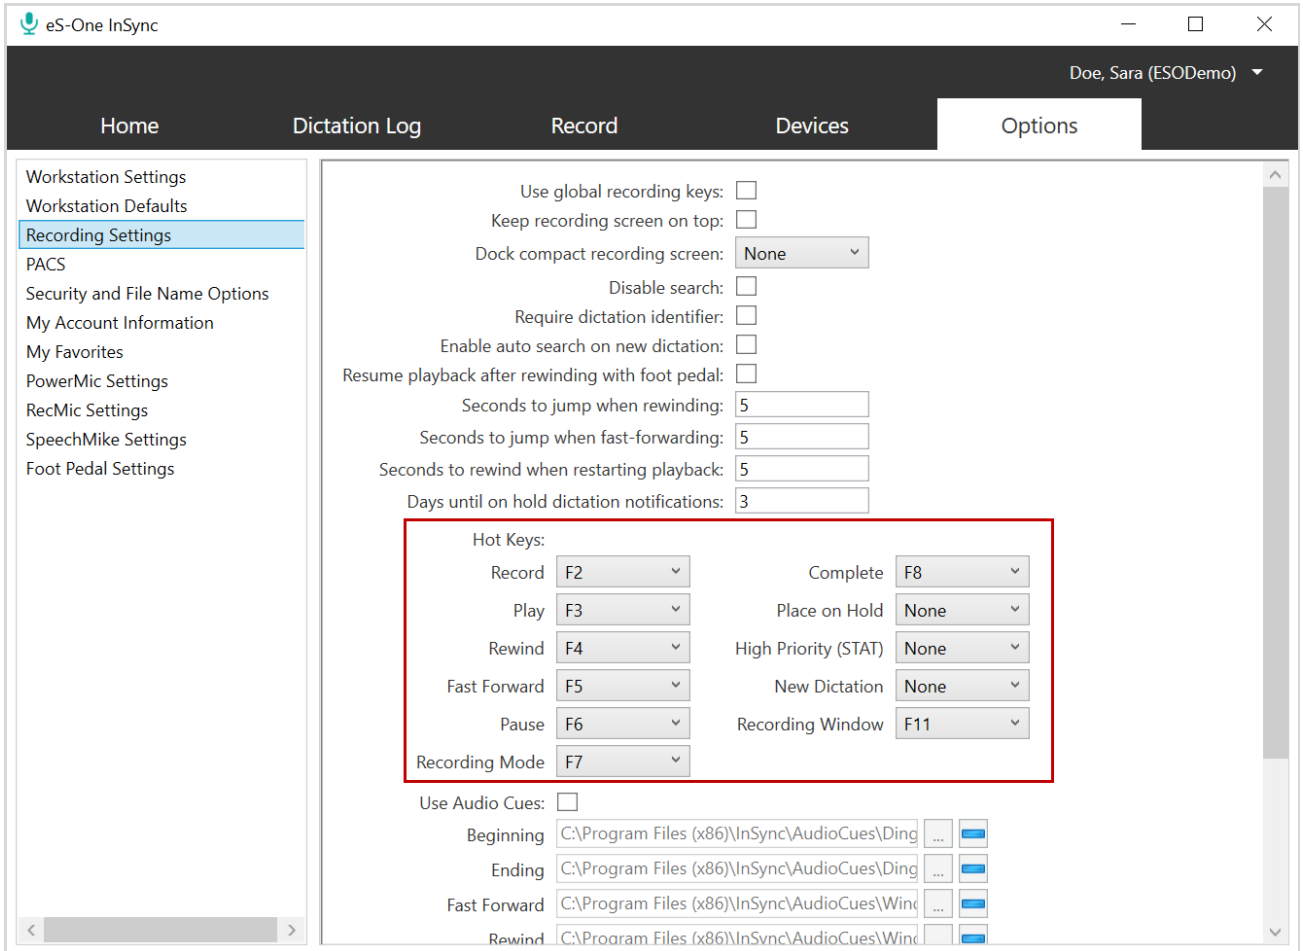 eS-One InSync
Doe, Sara (ESODemo)
Home Dictation Log Record Devices Options
Workstation Settings
Workstation Defaults
Recording Settings
PACS
Security and File Name Options
My Account Information
My Favorites
PowerMic Settings
RecMic Settings
SpeechMike Settings
Foot Pedal Settings
Use global recording keys:
Keep recording screen on top:
Dock compact recording screen: None
Disable search:
Require dictation identifier:
Enable auto search on new dictation:
Resume playback after rewinding with foot pedal:
Seconds to jump when rewinding: 5
Seconds to jump when fast-forwarding: 5
Seconds to rewind when restarting playback: 5
Days until on hold dictation notifications: 3
Hot Keys:
Record F2 Complete F8
Play F3 Place on Hold None
Rewind F4 High Priority (STAT) None
Fast Forward F5 New Dictation None
Pause F6 Recording Window F11
Recording Mode F7
Use Audio Cues:
Beginning C:\Program Files (x86)\InSync\AudioCues\Ding ...
Ending C:\Program Files (x86)\InSync\AudioCues\Ding ...
Fast Forward C:\Program Files (x86)\InSync\AudioCues\Winc ...
Rewind C:\Program Files (x86)\InSync\AudioCues\Winc